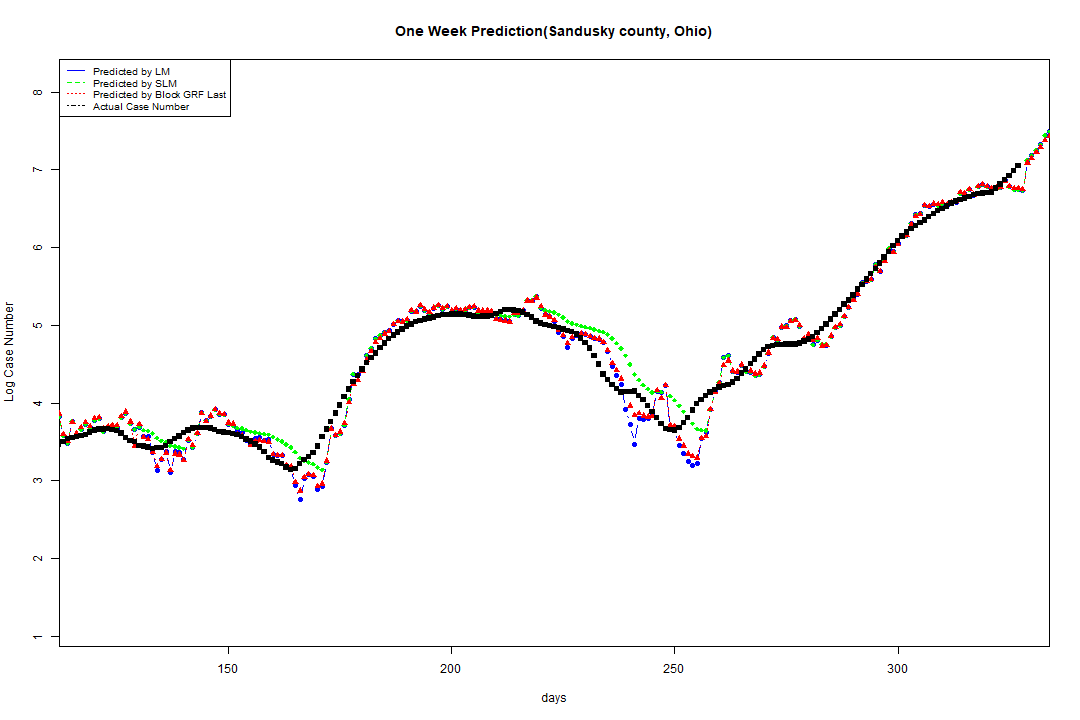 One Week Prediction(Sandusky county, Ohio)
Predicted by LM
Predicted by SLM
Predicted by Block GRF Last
Actual Case Number
8
7
6
5
4
3
2
1
Log Case Number
150 200 250 300
days